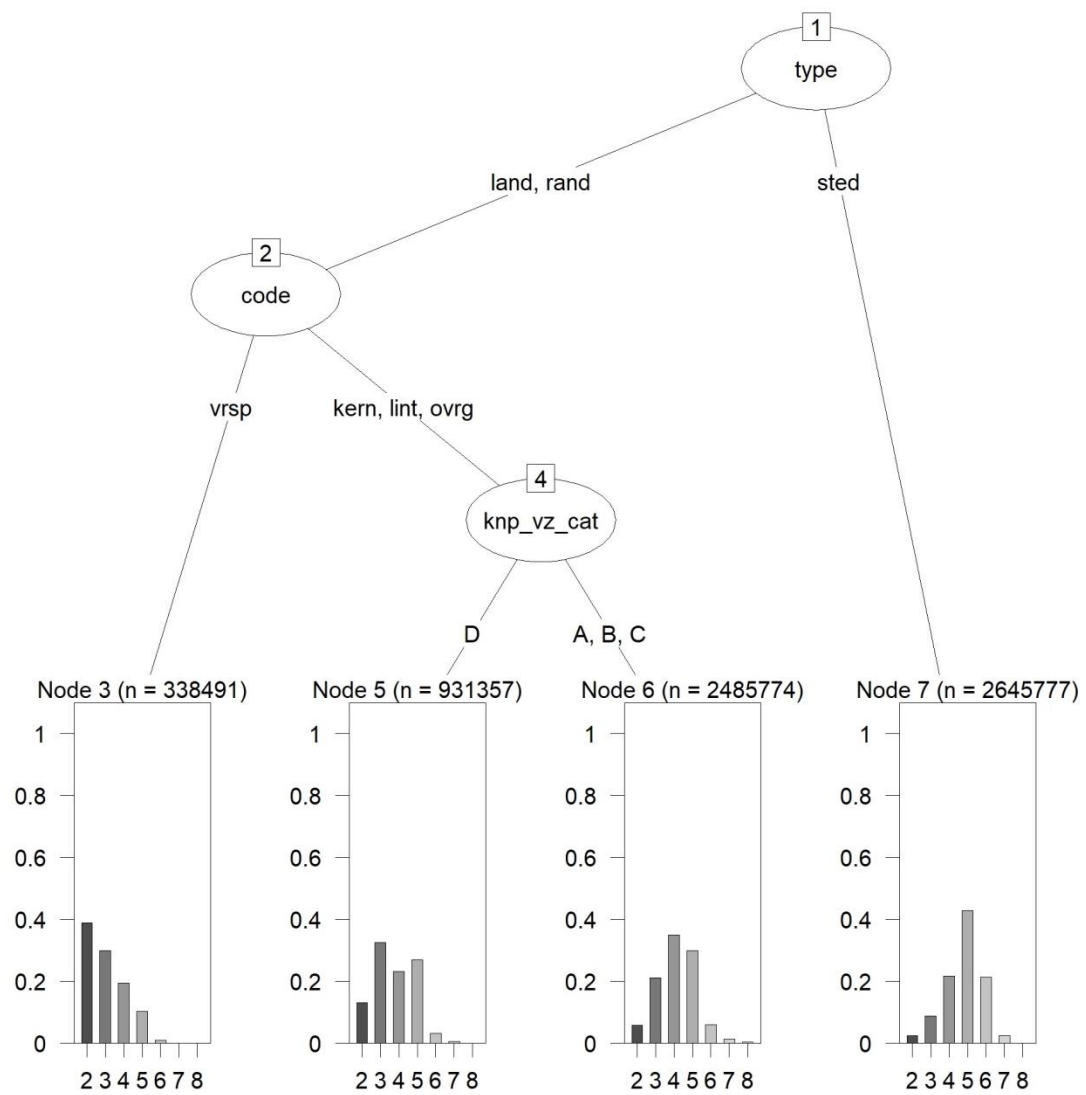 1
type
land, rand
sted
2
code
vrsp
kern, lint, ovrg
4
knp_vz_cat
D
A, B, C
Node 3 (n = 338491)
1
0.8
0.6
0.4
0.2
0
2 3 4 5 6 7 8
Node 5 (n = 931357)
1
0.8
0.6
0.4
0.2
0
2 3 4 5 6 7 8
Node 6 (n = 2485774)
1
0.8
0.6
0.4
0.2
0
2 3 4 5 6 7 8
Node 7 (n = 2645777)
1
0.8
0.6
0.4
0.2
0
2 3 4 5 6 7 8